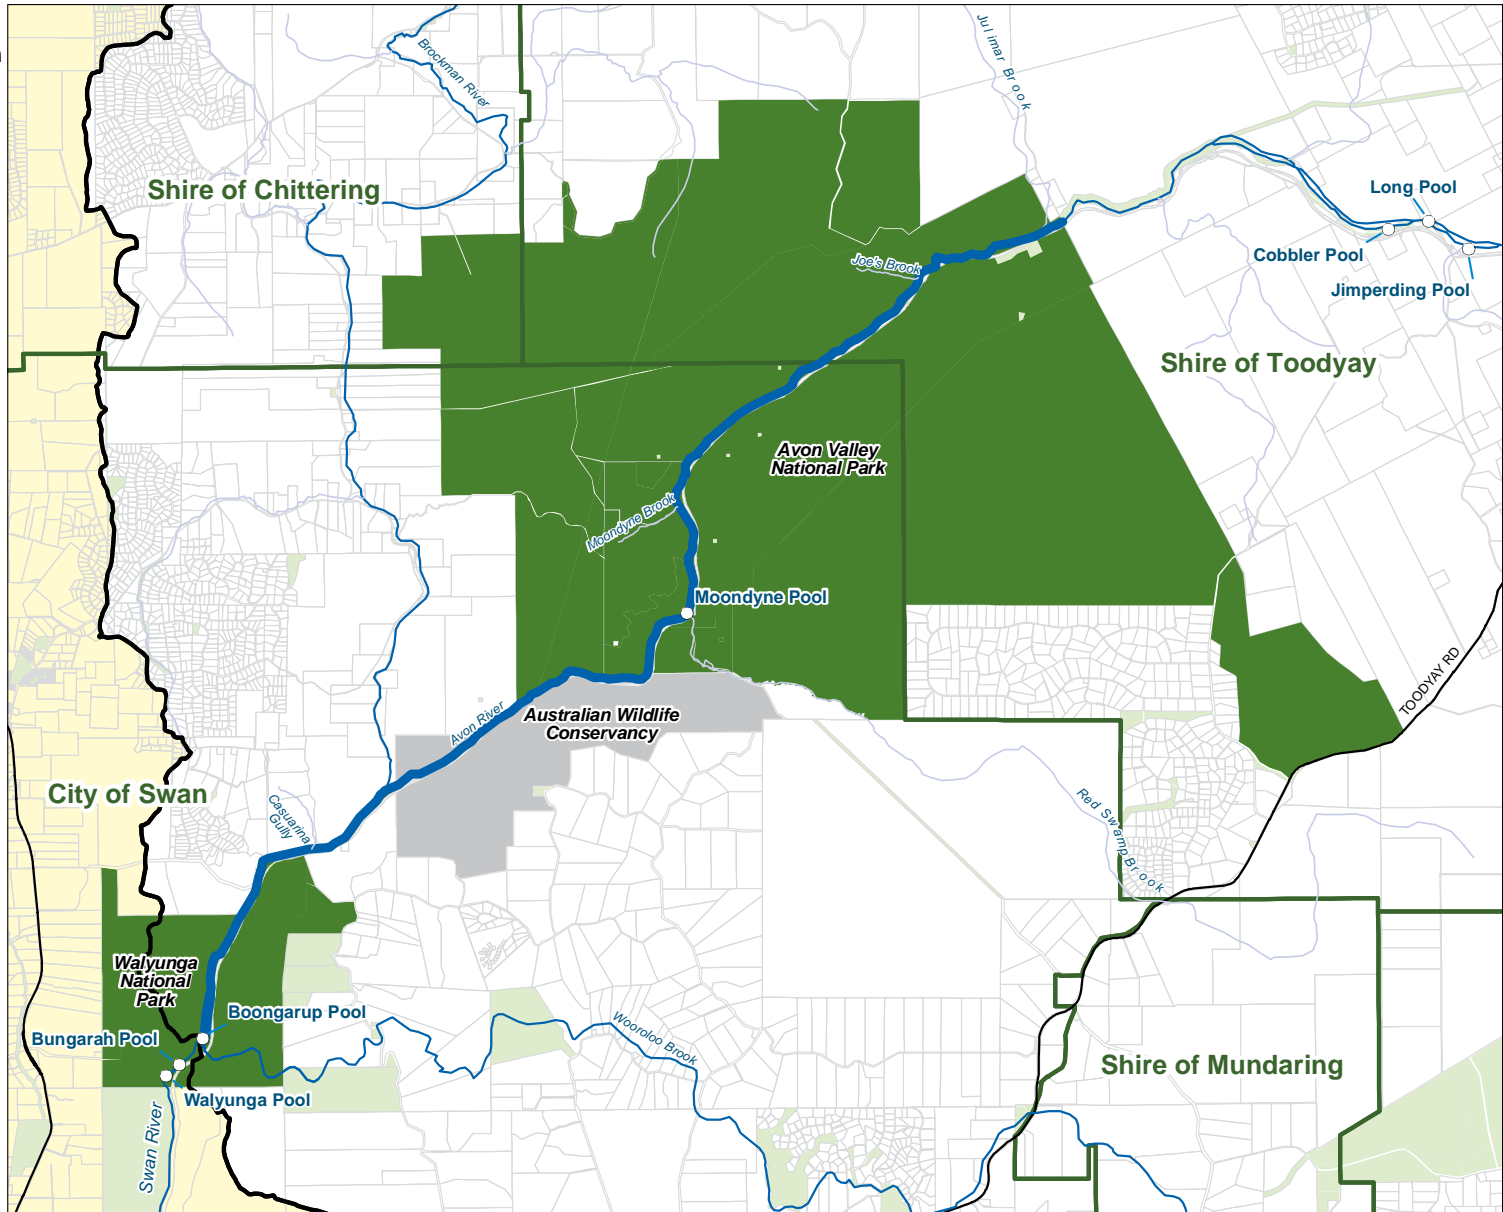 Brockman River
Julimar Brook
Shire of Chittering
Long Pool
Cobbler Pool
Joe's Brook
Jimperding Pool
Shire of Toodyay
Avon Valley
National Park
Moondyne Brook
Moondyne Pool
TOODYAY RD
Avon River
Australian Wildlife
Conservancy
City of Swan
Casuarina
Gully
Red Swamp Brook
Walyunga
National
Park
Boongarup Pool
Bungarah Pool
Wooroloo Brook
Shire of Mundaring
Walyunga Pool
Swan River